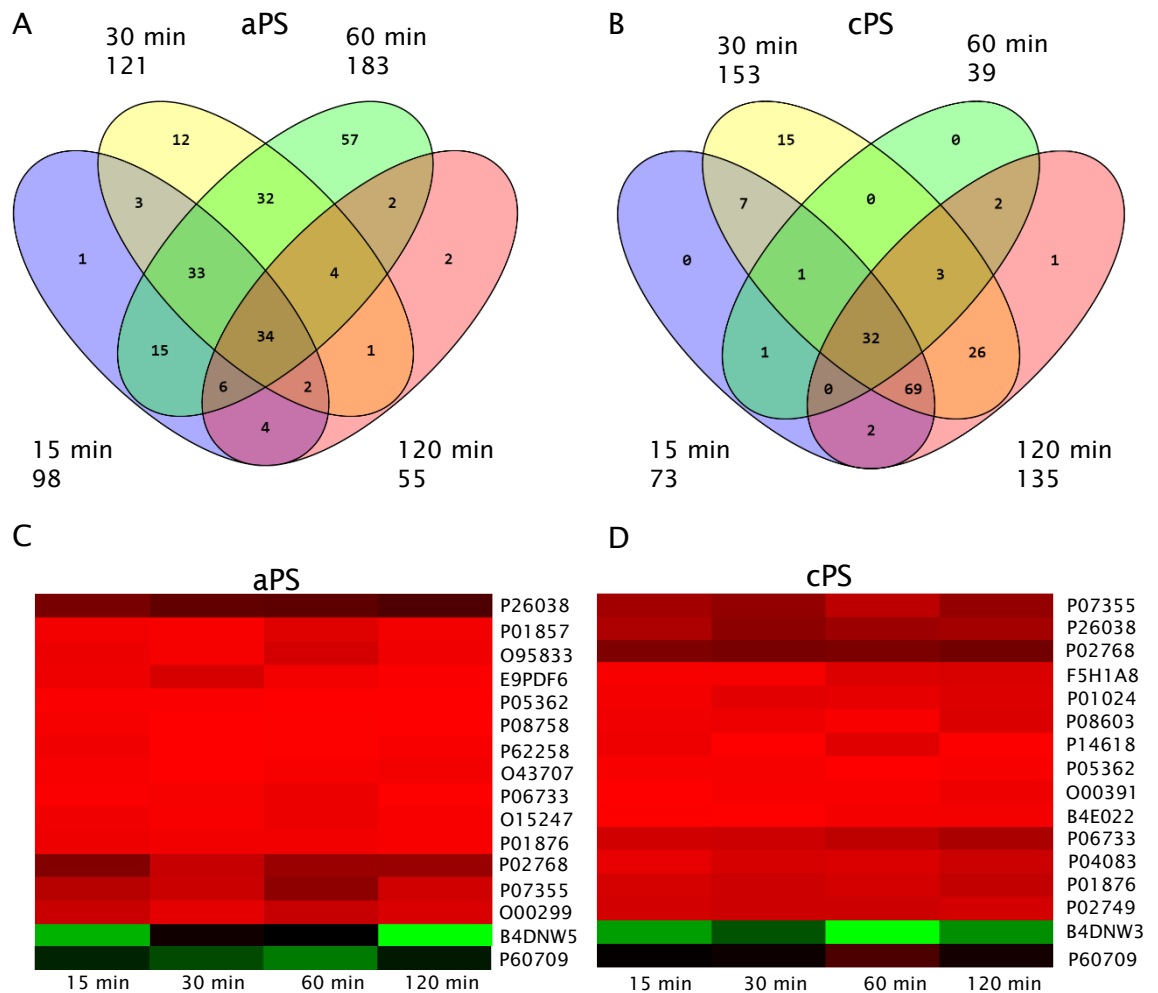 A
aPS
30 min
121
60 min
183
12
57
3
32
2
1
33
4
2
34
15
1
6
2
4
15 min
98
120 min
55
B
cPS
30 min
153
60 min
39
15
0
7
0
2
0
1
3
1
32
1
26
0
69
2
15 min
73
120 min
135
C
aPS
P26038
P01857
O95833
E9PDF6
P05362
P08758
P62258
O43707
P06733
O15247
P01876
P02768
P07355
O00299
B4DNW5
P60709
15 min 30 min 60 min 120 min
D
cPS
P07355
P26038
P02768
F5H1A8
P01024
P08603
P14618
P05362
O00391
B4E022
P06733
P04083
P01876
P02749
B4DNW3
P60709
15 min 30 min 60 min 120 min